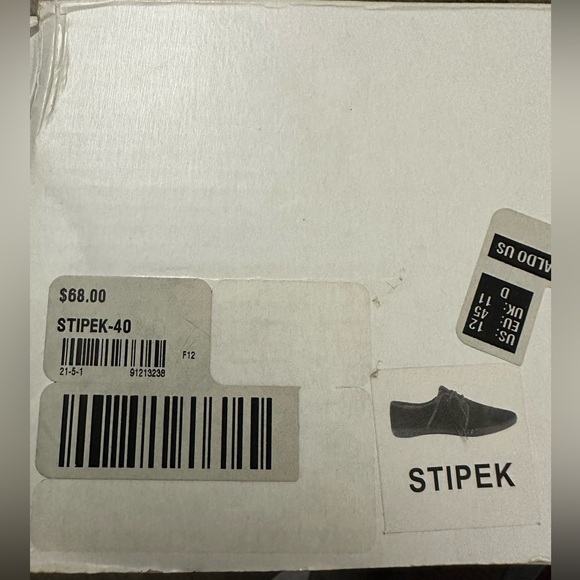 $68.00
STIPEK-40
F12
21-5-1 91213238
ALDO US
US: 12
EU: 45
UK: 11
D
STIPEK